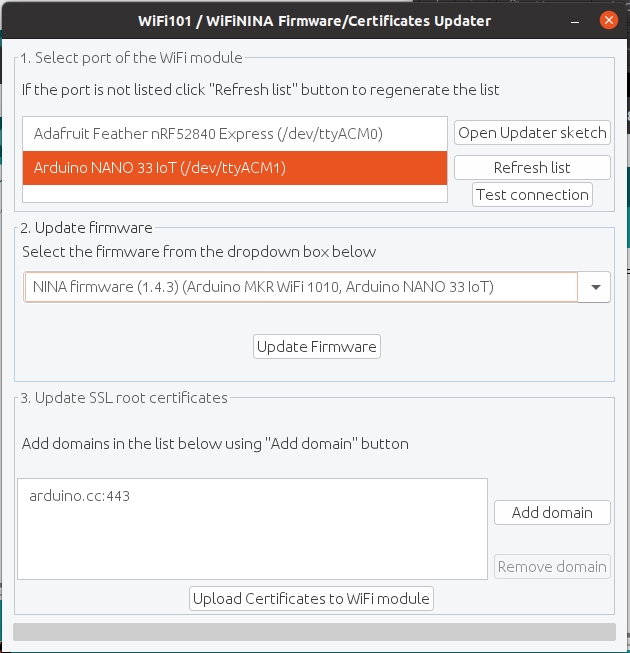 WiFi101 / WiFiNINA Firmware/Certificates Updater
1. Select port of the WiFi module
If the port is not listed click "Refresh list" button to regenerate the list
Adafruit Feather nRF52840 Express (/dev/ttyACM0)
Open Updater sketch
Arduino NANO 33 IoT (/dev/ttyACM1)
Refresh list
Test connection
2. Update firmware
Select the firmware from the dropdown box below
NINA firmware (1.4.3) (Arduino MKR WiFi 1010, Arduino NANO 33 IoT)
Update Firmware
3. Update SSL root certificates
Add domains in the list below using "Add domain" button
arduino.cc:443
Add domain
Remove domain
Upload Certificates to WiFi module